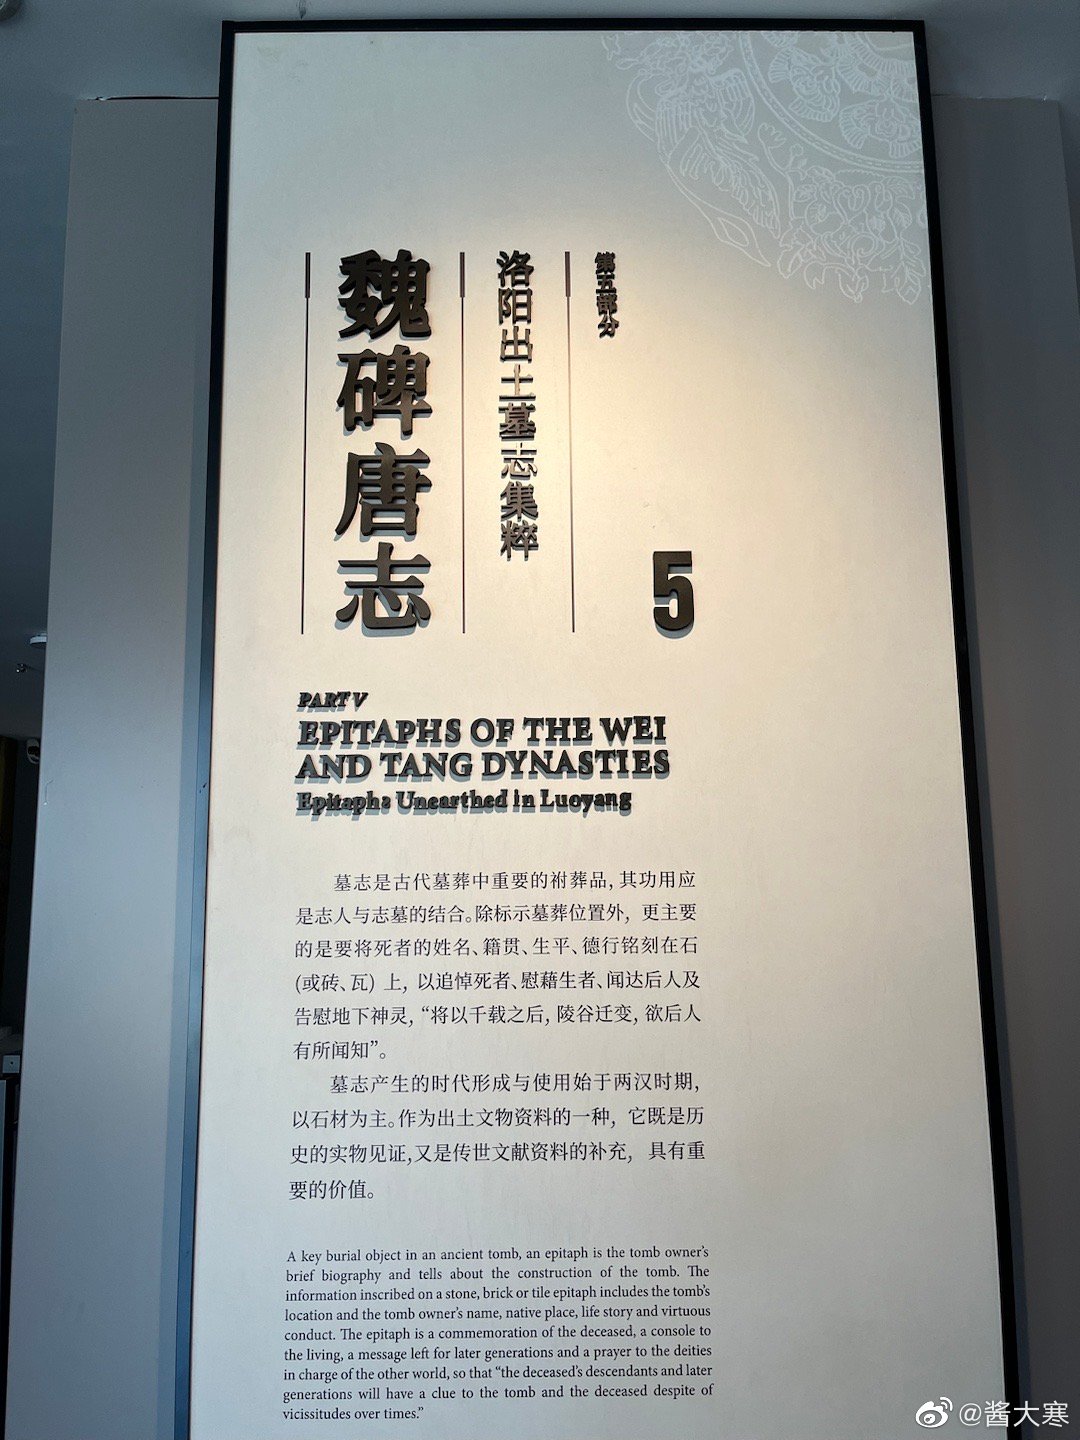 第五部分
洛阳出土墓志集粹
魏碑唐志
5
PART V
EPITAPHS OF THE WEI
AND TANG DYNASTIES
Epitaphs Unearthed in Luoyang
墓志是古代墓葬中重要的祔葬品，其功用应
是志人与志墓的结合。除标示墓葬位置外，更主要
的是要将死者的姓名、籍贯、生平、德行铭刻在石
(或砖、瓦）上，以追悼死者、慰藉生者、闻达后人及
告慰地下神灵，“将以千载之后，陵谷迁变，欲后人
有所闻知”。
墓志产生的时代形成与使用始于两汉时期，
以石材为主。作为出土文物资料的一种，它既是历
史的实物见证，又是传世文献资料的补充，具有重
要的价值。
A key burial object in an ancient tomb, an epitaph is the tomb owner's
brief biography and tells about the construction of the tomb. The
information inscribed on a stone, brick or tile epitaph includes the tomb's
location and the tomb owner's name, native place, life story and virtuous
conduct. The epitaph is a commemoration of the deceased, a console to
the living, a message left for later generations and a prayer to the deities
in charge of the other world, so that “the deceased's descendants and later
generations will have a clue to the tomb and the deceased despite of
vicissitudes over times.”
@酱大寒